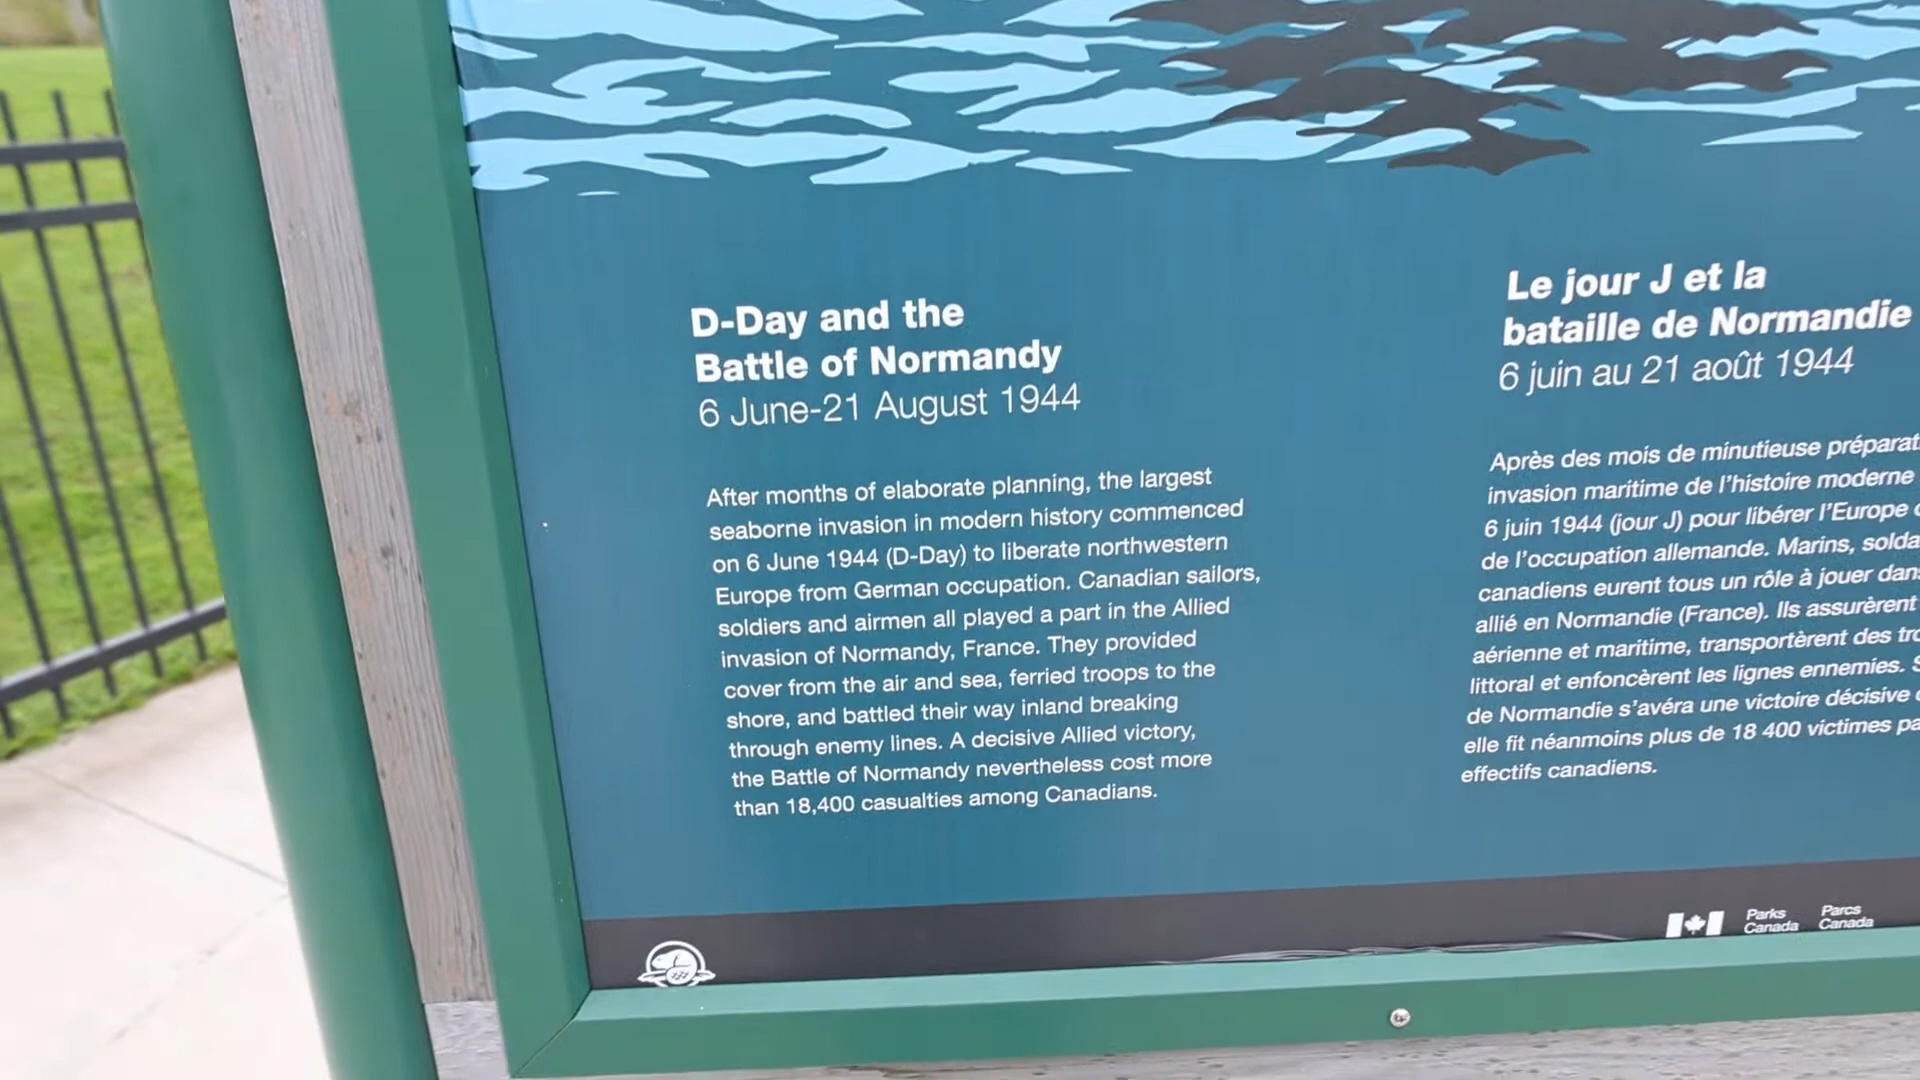 D-Day and the
Battle of Normandy
6 June-21 August 1944
After months of elaborate planning, the largest
seaborne invasion in modern history commenced
on 6 June 1944 (D-Day) to liberate northwestern
Europe from German occupation. Canadian sailors,
soldiers and airmen all played a part in the Allied
invasion of Normandy, France. They provided
cover from the air and sea, ferried troops to the
shore, and battled their way inland breaking
through enemy lines. A decisive Allied victory,
the Battle of Normandy nevertheless cost more
than 18,400 casualties among Canadians.
Le jour J et la
bataille de Normandie
6 juin au 21 août 1944
Après des mois de minutieuse
invasion maritime de l'histoire moderne
6 juin 1944 (jour J) pour libérer l'Europe
de l'occupation allemande. Marins,
canadiens eurent tous un rôle à jouer
allié en Normandie (France). Ils assurèrent
aérienne et maritime, transportèrent des
littoral et enfoncèrent les lignes ennemies.
de Normandie s'avéra une victoire décisive
elle fit néanmoins plus de 18 400 victimes
effectifs canadiens.
Parks Canada
Parcs Canada